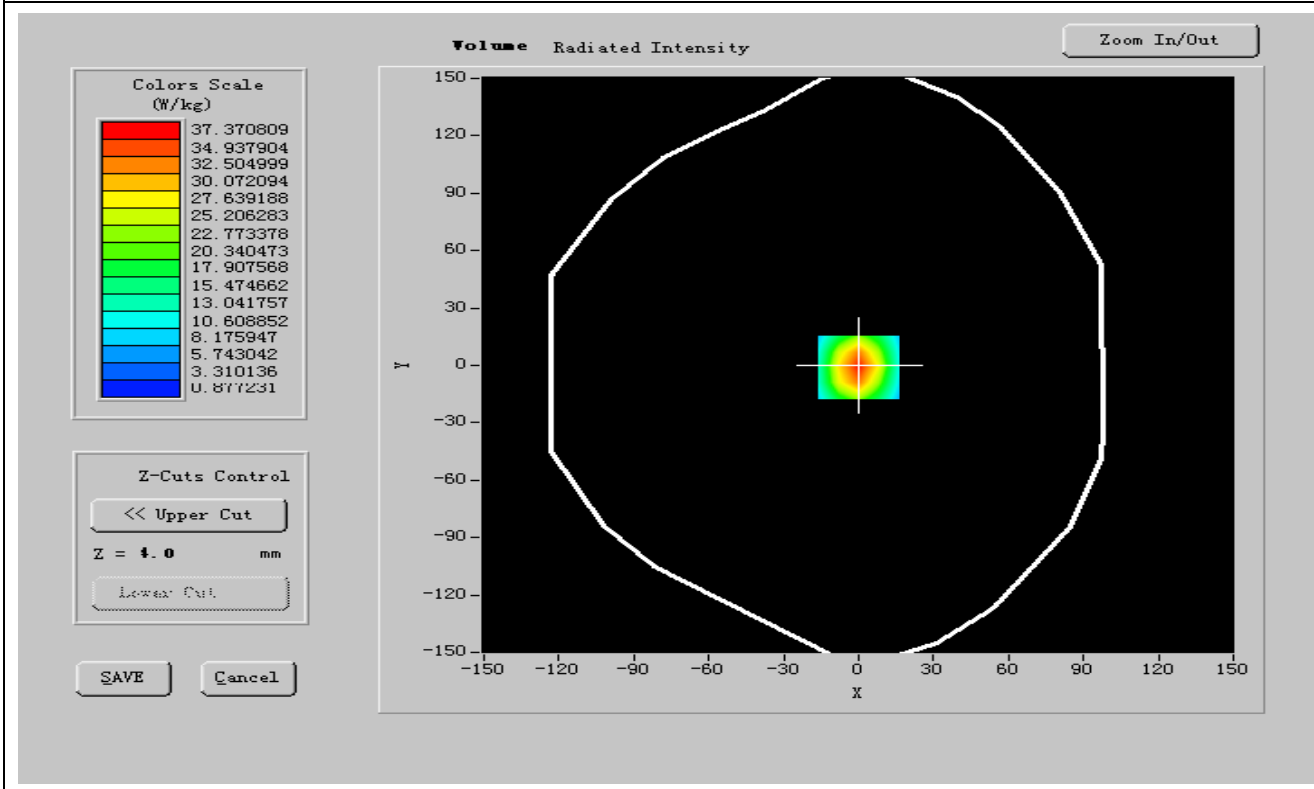 Volume Radiated Intensity
Zoom In/Out
Colors Scale
(W/kg)
37.370809
34.937904
32.504999
30.072094
27.639188
25.206283
22.773378
20.340473
17.907568
15.474662
13.041757
10.608852
8.175947
5.743042
3.310136
0.877231
Z-Cuts Control
<< Upper Cut
Z = 4.0 mm
Lower Cut
SAVE
Cancel
150
120
90
60
30
0
-30
-60
-90
-120
-150
Y
-150 -120 -90 -60 -30 0 30 60 90 120 150
X